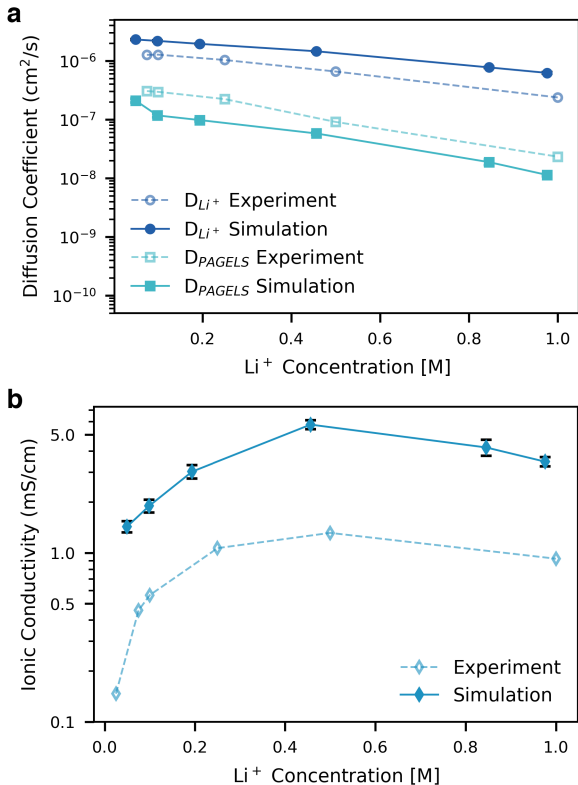 a
Diffusion Coefficient (cm²/s)
10⁻⁶
10⁻⁷
10⁻⁸
10⁻⁹
10⁻¹⁰
D_Li⁺ Experiment
D_Li⁺ Simulation
D_PAGELS Experiment
D_PAGELS Simulation
0.2 0.4 0.6 0.8 1.0
Li⁺ Concentration [M]
b
Ionic Conductivity (mS/cm)
5.0
1.0
0.5
0.1
Experiment
Simulation
0.0 0.2 0.4 0.6 0.8 1.0
Li⁺ Concentration [M]